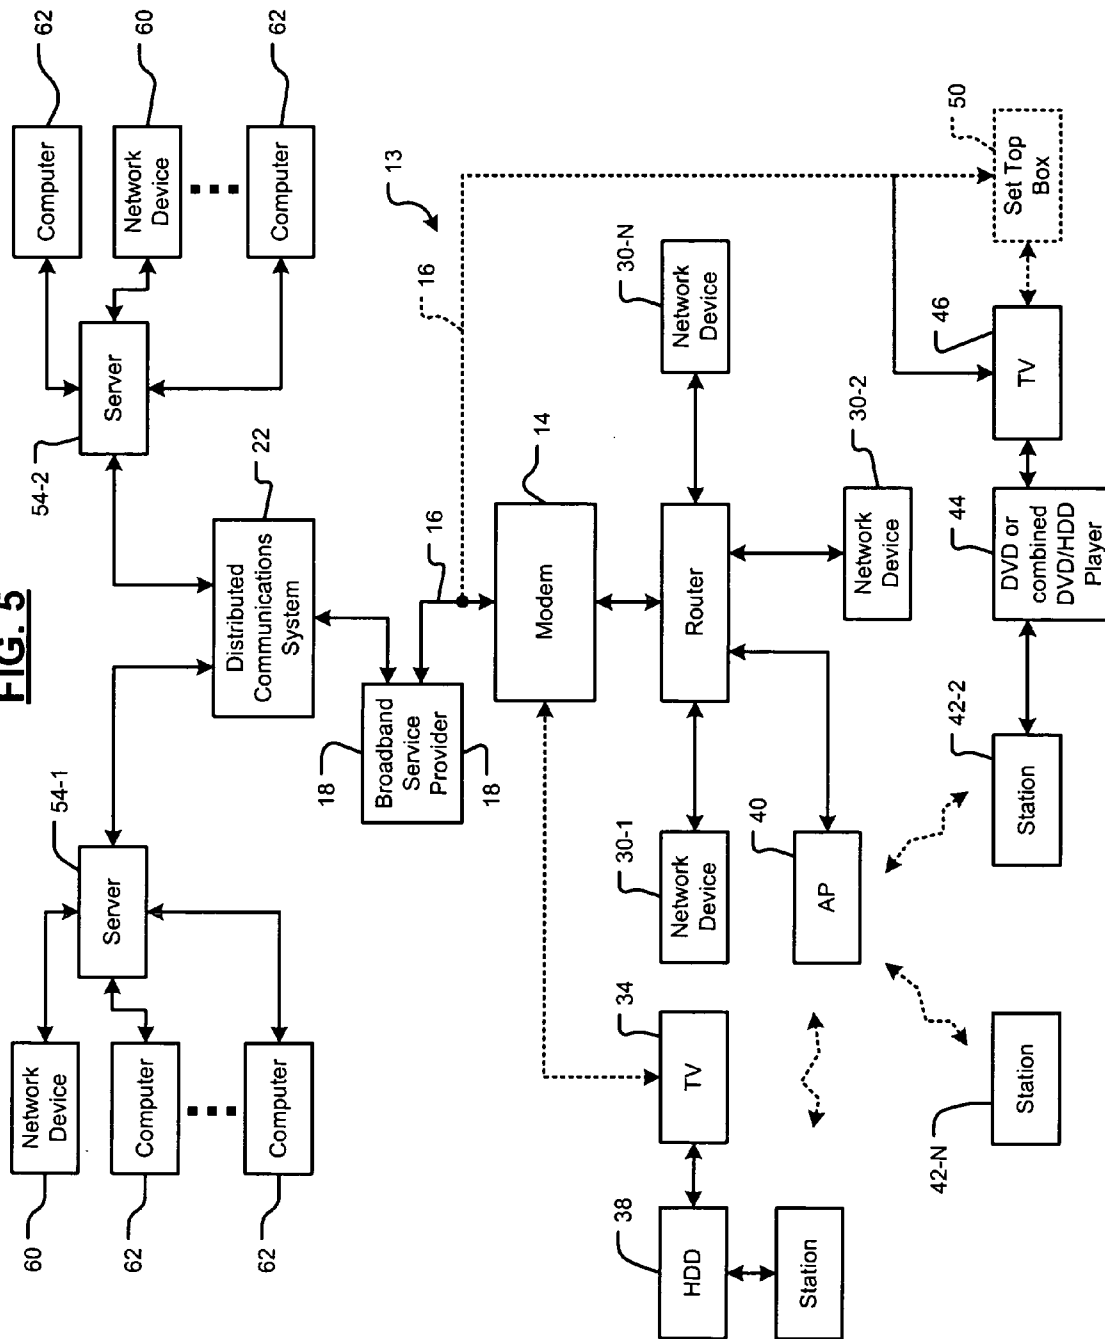 FIG. 5
60
Network
Device
62
Computer
62
Computer
Server
54-1
54-2
Server
Computer
62
Network
Device
60
Computer
62
Distributed
Communications
System
22
18
Broadband
Service
Provider
18
16
16
13
Modem
14
38
HDD
TV
34
Network
Device
30-1
Router
Network
Device
30-N
Station
AP
40
Network
Device
30-2
42-N
Station
Station
42-2
DVD or
combined
DVD/HDD
Player
44
TV
46
Set Top
Box
50